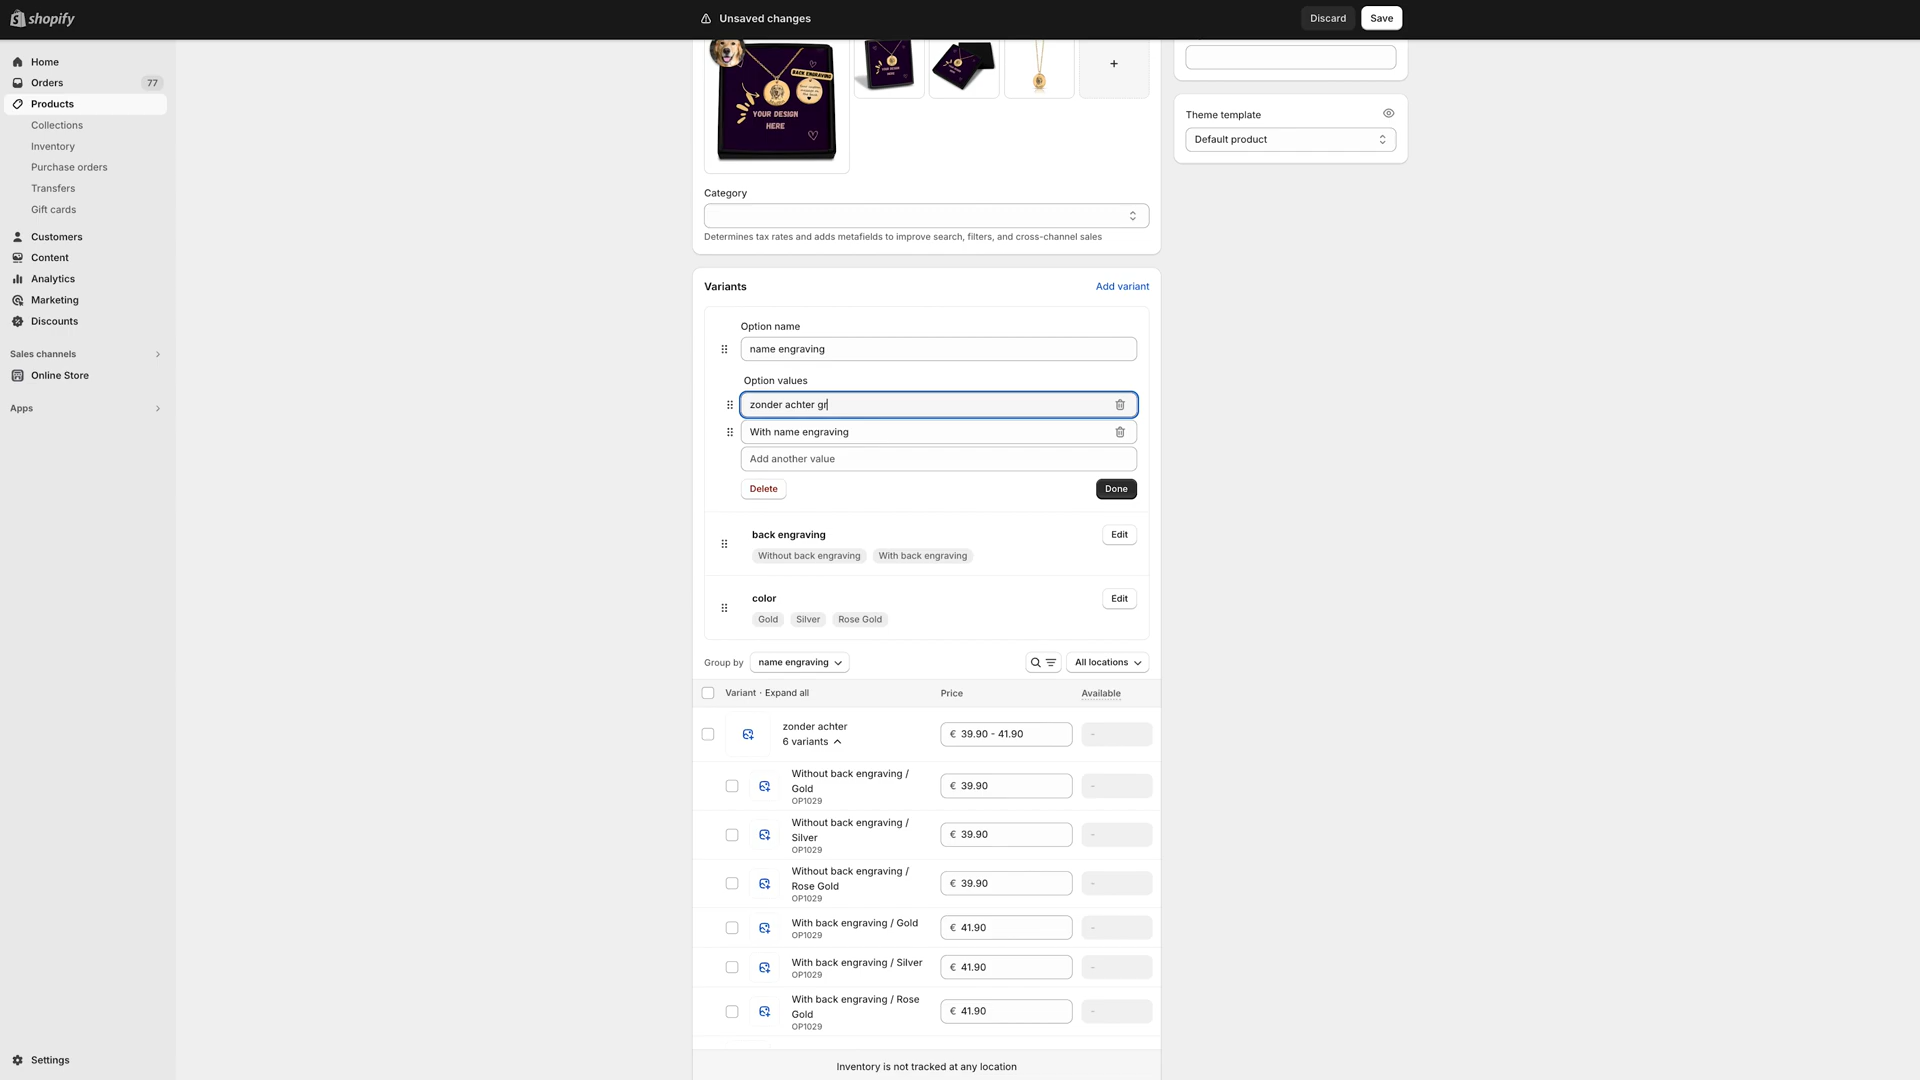 shopify
Unsaved changes
Discard
Save
Home
Orders
77
Products
Collections
Inventory
Purchase orders
Transfers
Gift cards
Customers
Content
Analytics
Marketing
Discounts
Sales channels
Online Store
Apps
Settings
BACK ENGRAVING
YOUR DESIGN
HERE
Category
Determines tax rates and adds metafields to improve search, filters, and cross-channel sales
Theme template
Default product
Variants
Add variant
Option name
name engraving
Option values
zonder achter gr
With name engraving
Add another value
Delete
Done
back engraving
Edit
Without back engraving
With back engraving
color
Edit
Gold
Silver
Rose Gold
Group by
name engraving
All locations
Variant · Expand all
Price
Available
zonder achter
6 variants
€ 39.90 - 41.90
-
Without back engraving /
Gold
OP1029
€ 39.90
-
Without back engraving /
Silver
OP1029
€ 39.90
-
Without back engraving /
Rose Gold
OP1029
€ 39.90
-
With back engraving / Gold
OP1029
€ 41.90
-
With back engraving / Silver
OP1029
€ 41.90
-
With back engraving / Rose
Gold
OP1029
€ 41.90
-
Inventory is not tracked at any location